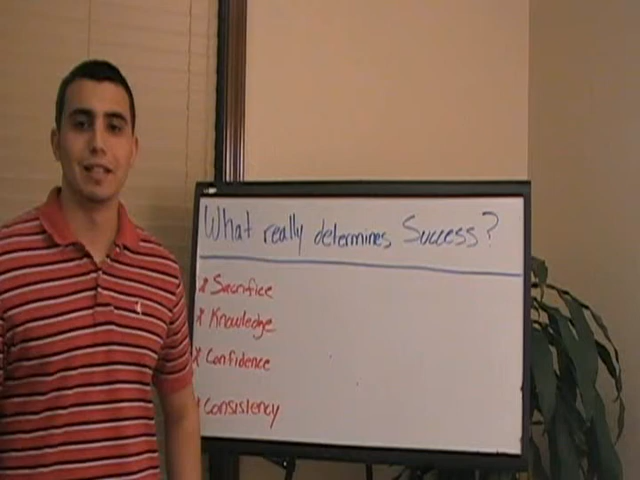 What really determines Success?
* Sacrifice
* Knowledge
* Confidence
* Consistency